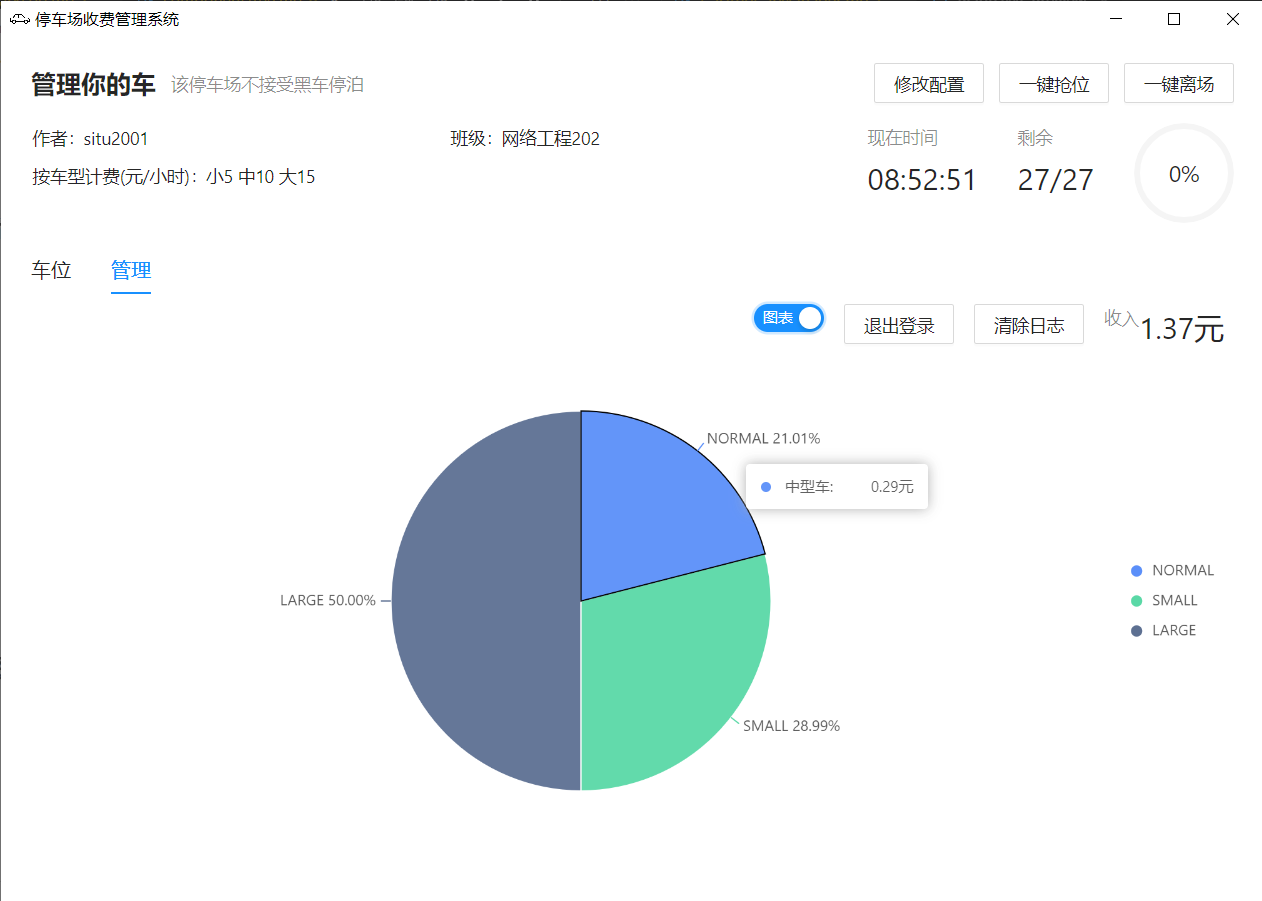 停车场收费管理系统
管理你的车 该停车场不接受黑车停泊 修改配置 一键抢位 一键离场
作者：situ2001 班级：网络工程202 现在时间 剩余
按车型计费(元/小时)：小5 中10 大15 08:52:51 27/27 0%
车位 管理
图表 退出登录 清除日志 收入1.37元
NORMAL 21.01%
中型车: 0.29元
LARGE 50.00%
SMALL 28.99%
NORMAL
SMALL
LARGE